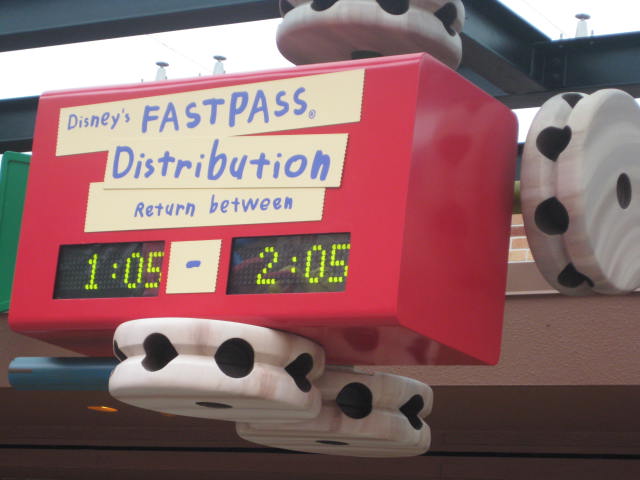 Disney's FASTPASS®
Distribution
Return between
1:05 - 2:05